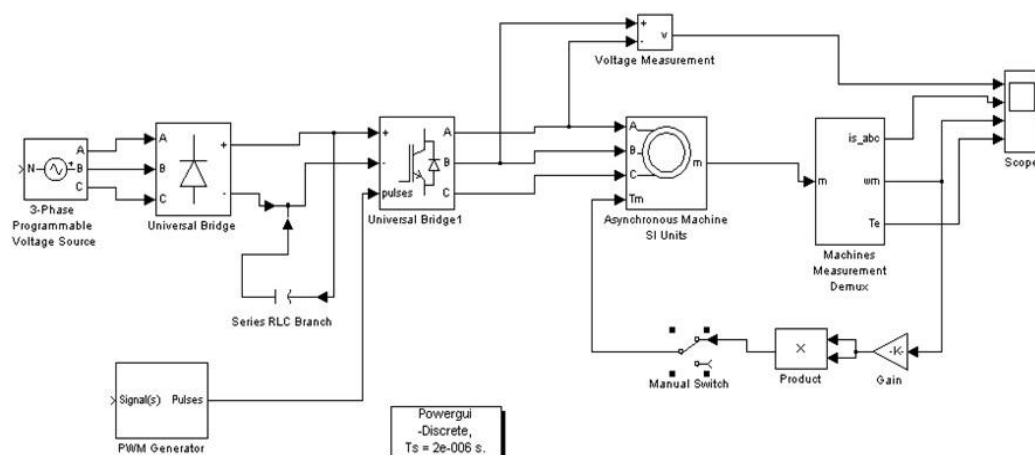 +
-
v
Voltage Measurement
Scope
N
+
A
B
C
3-Phase
Programmable
Voltage Source
A
B
C
+
-
Universal Bridge
+
-
pulses
A
B
C
Universal Bridge1
A
B
C
Tm
m
Asynchronous Machine
SI Units
m
is_abc
wm
Te
Machines
Measurement
Demux
Series RLC Branch
Manual Switch
X
Product
-K-
Gain
Signal(s) Pulses
PWM Generator
Powergui
-Discrete,
Ts = 2e-006 s.